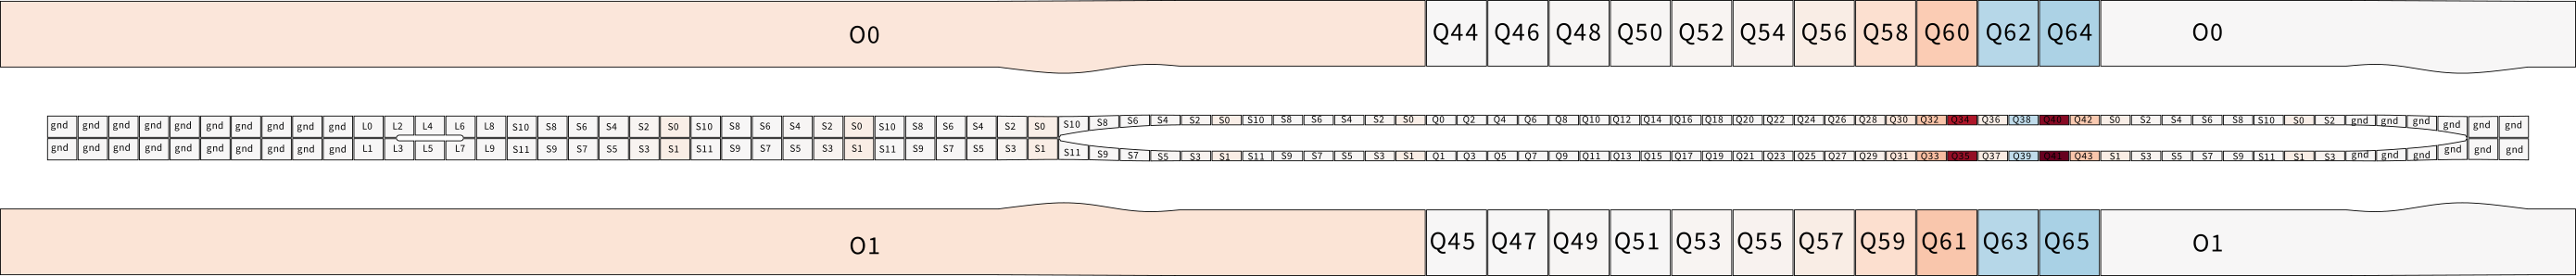 O0 Q44 Q46 Q48 Q50 Q52 Q54 Q56 Q58 Q60 Q62 Q64 O0
gnd gnd gnd gnd gnd gnd gnd gnd gnd gnd L0 L2 L4 L6 L8 S10 S8 S6 S4 S2 S0 S10 S8 S6 S4 S2 S0 S10 S8 S6 S4 S2 S0 S10 S8 S6 S4 S2 S0 S10 S8 S6 S4 S2 S0 Q0 Q2 Q4 Q6 Q8 Q10 Q12 Q14 Q16 Q18 Q20 Q22 Q24 Q26 Q28 Q30 Q32 Q34 Q36 Q38 Q40 Q42 S0 S2 S4 S6 S8 S10 S0 S2 gnd gnd gnd gnd gnd gnd
gnd gnd gnd gnd gnd gnd gnd gnd gnd gnd L1 L3 L5 L7 L9 S11 S9 S7 S5 S3 S1 S11 S9 S7 S5 S3 S1 S11 S9 S7 S5 S3 S1 S11 S9 S7 S5 S3 S1 S11 S9 S7 S5 S3 S1 Q1 Q3 Q5 Q7 Q9 Q11 Q13 Q15 Q17 Q19 Q21 Q23 Q25 Q27 Q29 Q31 Q33 Q35 Q37 Q39 Q41 Q43 S1 S3 S5 S7 S9 S11 S1 S3 gnd gnd gnd gnd gnd gnd
O1 Q45 Q47 Q49 Q51 Q53 Q55 Q57 Q59 Q61 Q63 Q65 O1